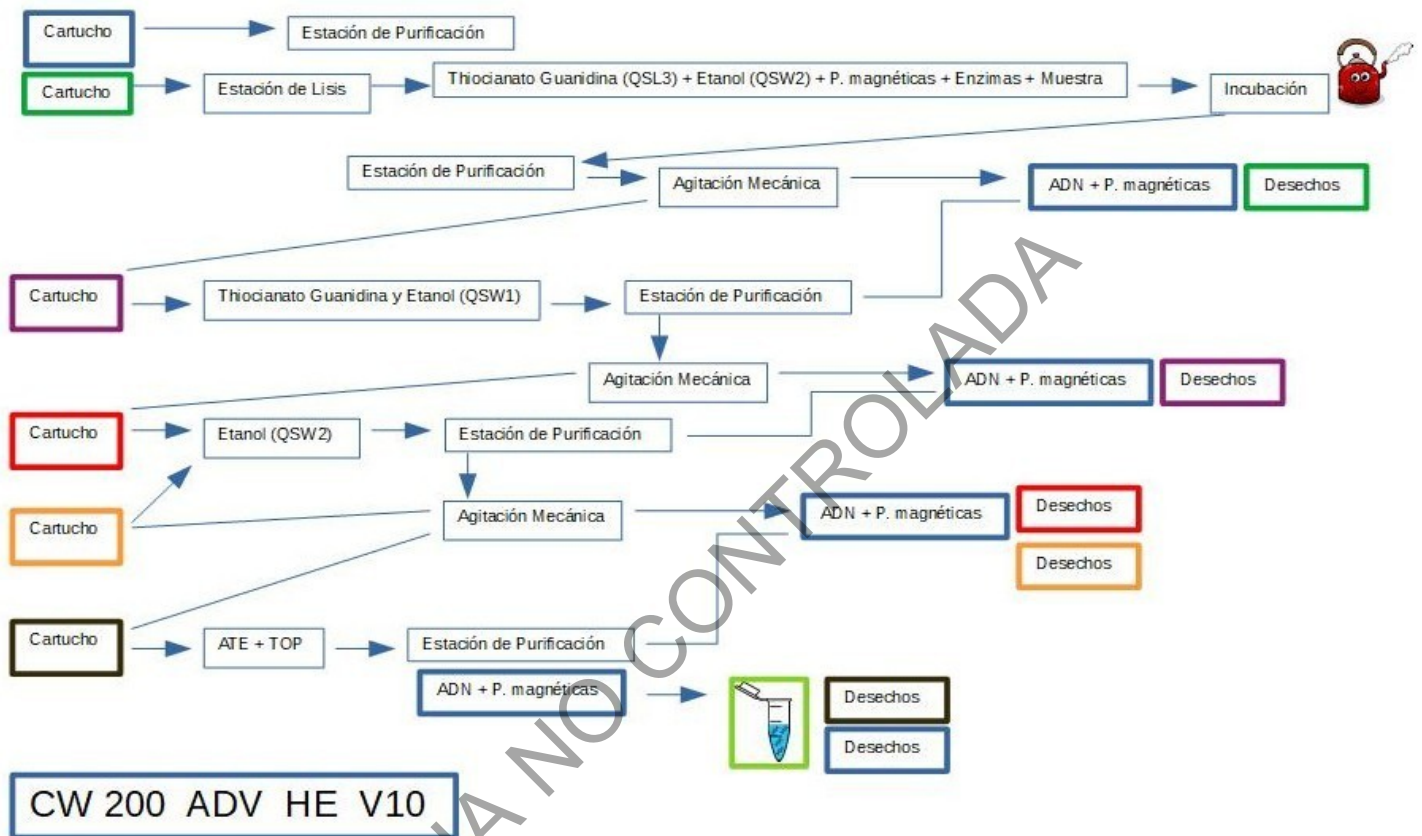 Cartucho
Estación de Purificación
Cartucho
Estación de Lisis
Thiocianato Guanidina (QSL3) + Etanol (QSW2) + P. magnéticas + Enzimas + Muestra
Incubación
Estación de Purificación
Agitación Mecánica
ADN + P. magnéticas
Desechos
Cartucho
Thiocianato Guanidina y Etanol (QSW1)
Estación de Purificación
Agitación Mecánica
ADN + P. magnéticas
Desechos
Cartucho
Etanol (QSW2)
Estación de Purificación
Cartucho
Agitación Mecánica
ADN + P. magnéticas
Desechos
Desechos
Cartucho
ATE + TOP
Estación de Purificación
ADN + P. magnéticas
Desechos
Desechos
CW 200 ADV HE V10
NO CONTROLADA